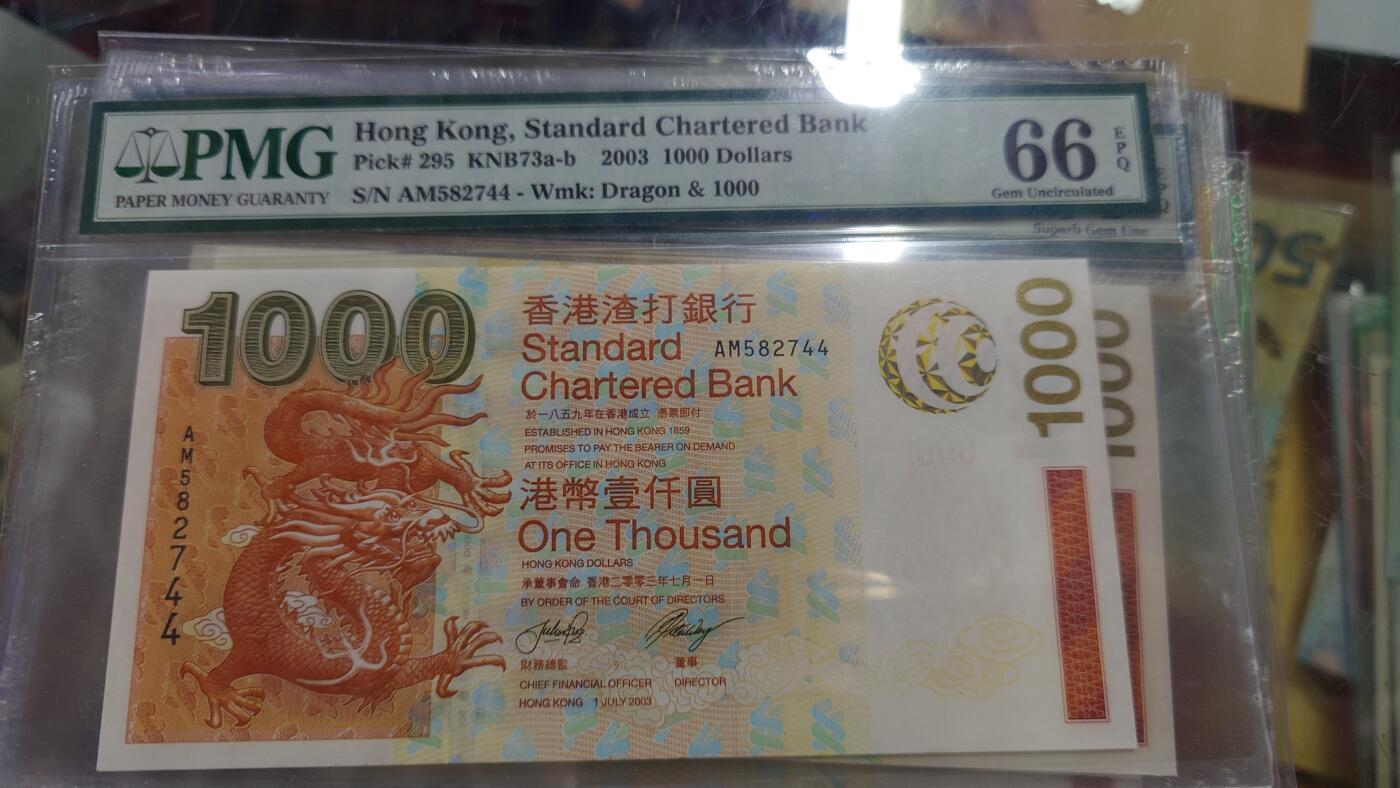 PMG
PAPER MONEY GUARANTY
Hong Kong, Standard Chartered Bank
Pick# 295 KNB73a-b 2003 1000 Dollars
S/N AM582744 - Wmk: Dragon & 1000
66
EPQ
Gem Uncirculated
EPQ
Superb Gem Unc
1000
香港渣打銀行
Standard AM582744
Chartered Bank
於一八五九年在香港成立 憑票即付
ESTABLISHED IN HONG KONG 1859
PROMISES TO PAY THE BEARER ON DEMAND
AT ITS OFFICE IN HONG KONG
港幣壹仟圓
One Thousand
HONG KONG DOLLARS
承董事會命 香港二零零三年七月一日
BY ORDER OF THE COURT OF DIRECTORS
財務總監 董事
CHIEF FINANCIAL OFFICER DIRECTOR
HONG KONG 1 JULY 2003
AM582744
1000
1000
50